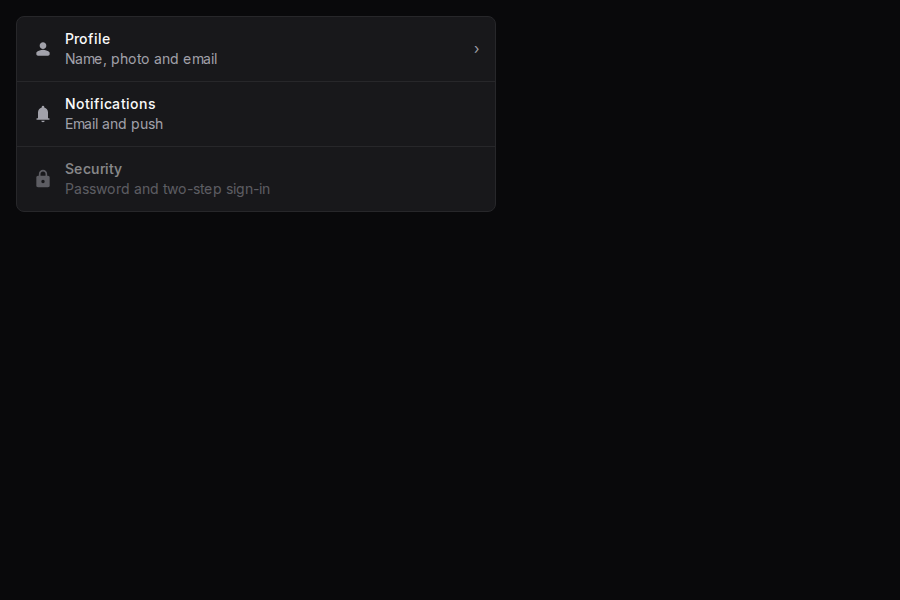 Profile
Name, photo and email
›
Notifications
Email and push
Security
Password and two-step sign-in